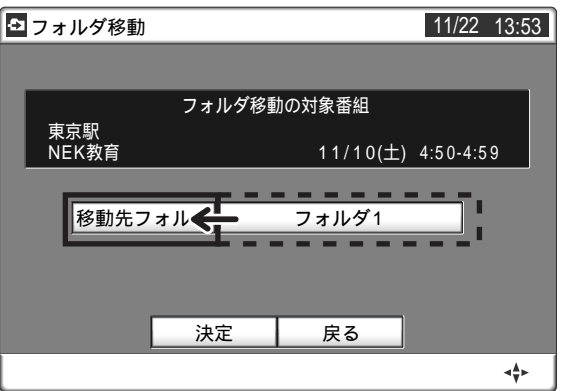 フォルダ移動 11/22 13:53
フォルダ移動の対象番組
東京駅
NEK教育 11/10(土) 4:50-4:59
移動先フォル フォルダ1
決定 戻る